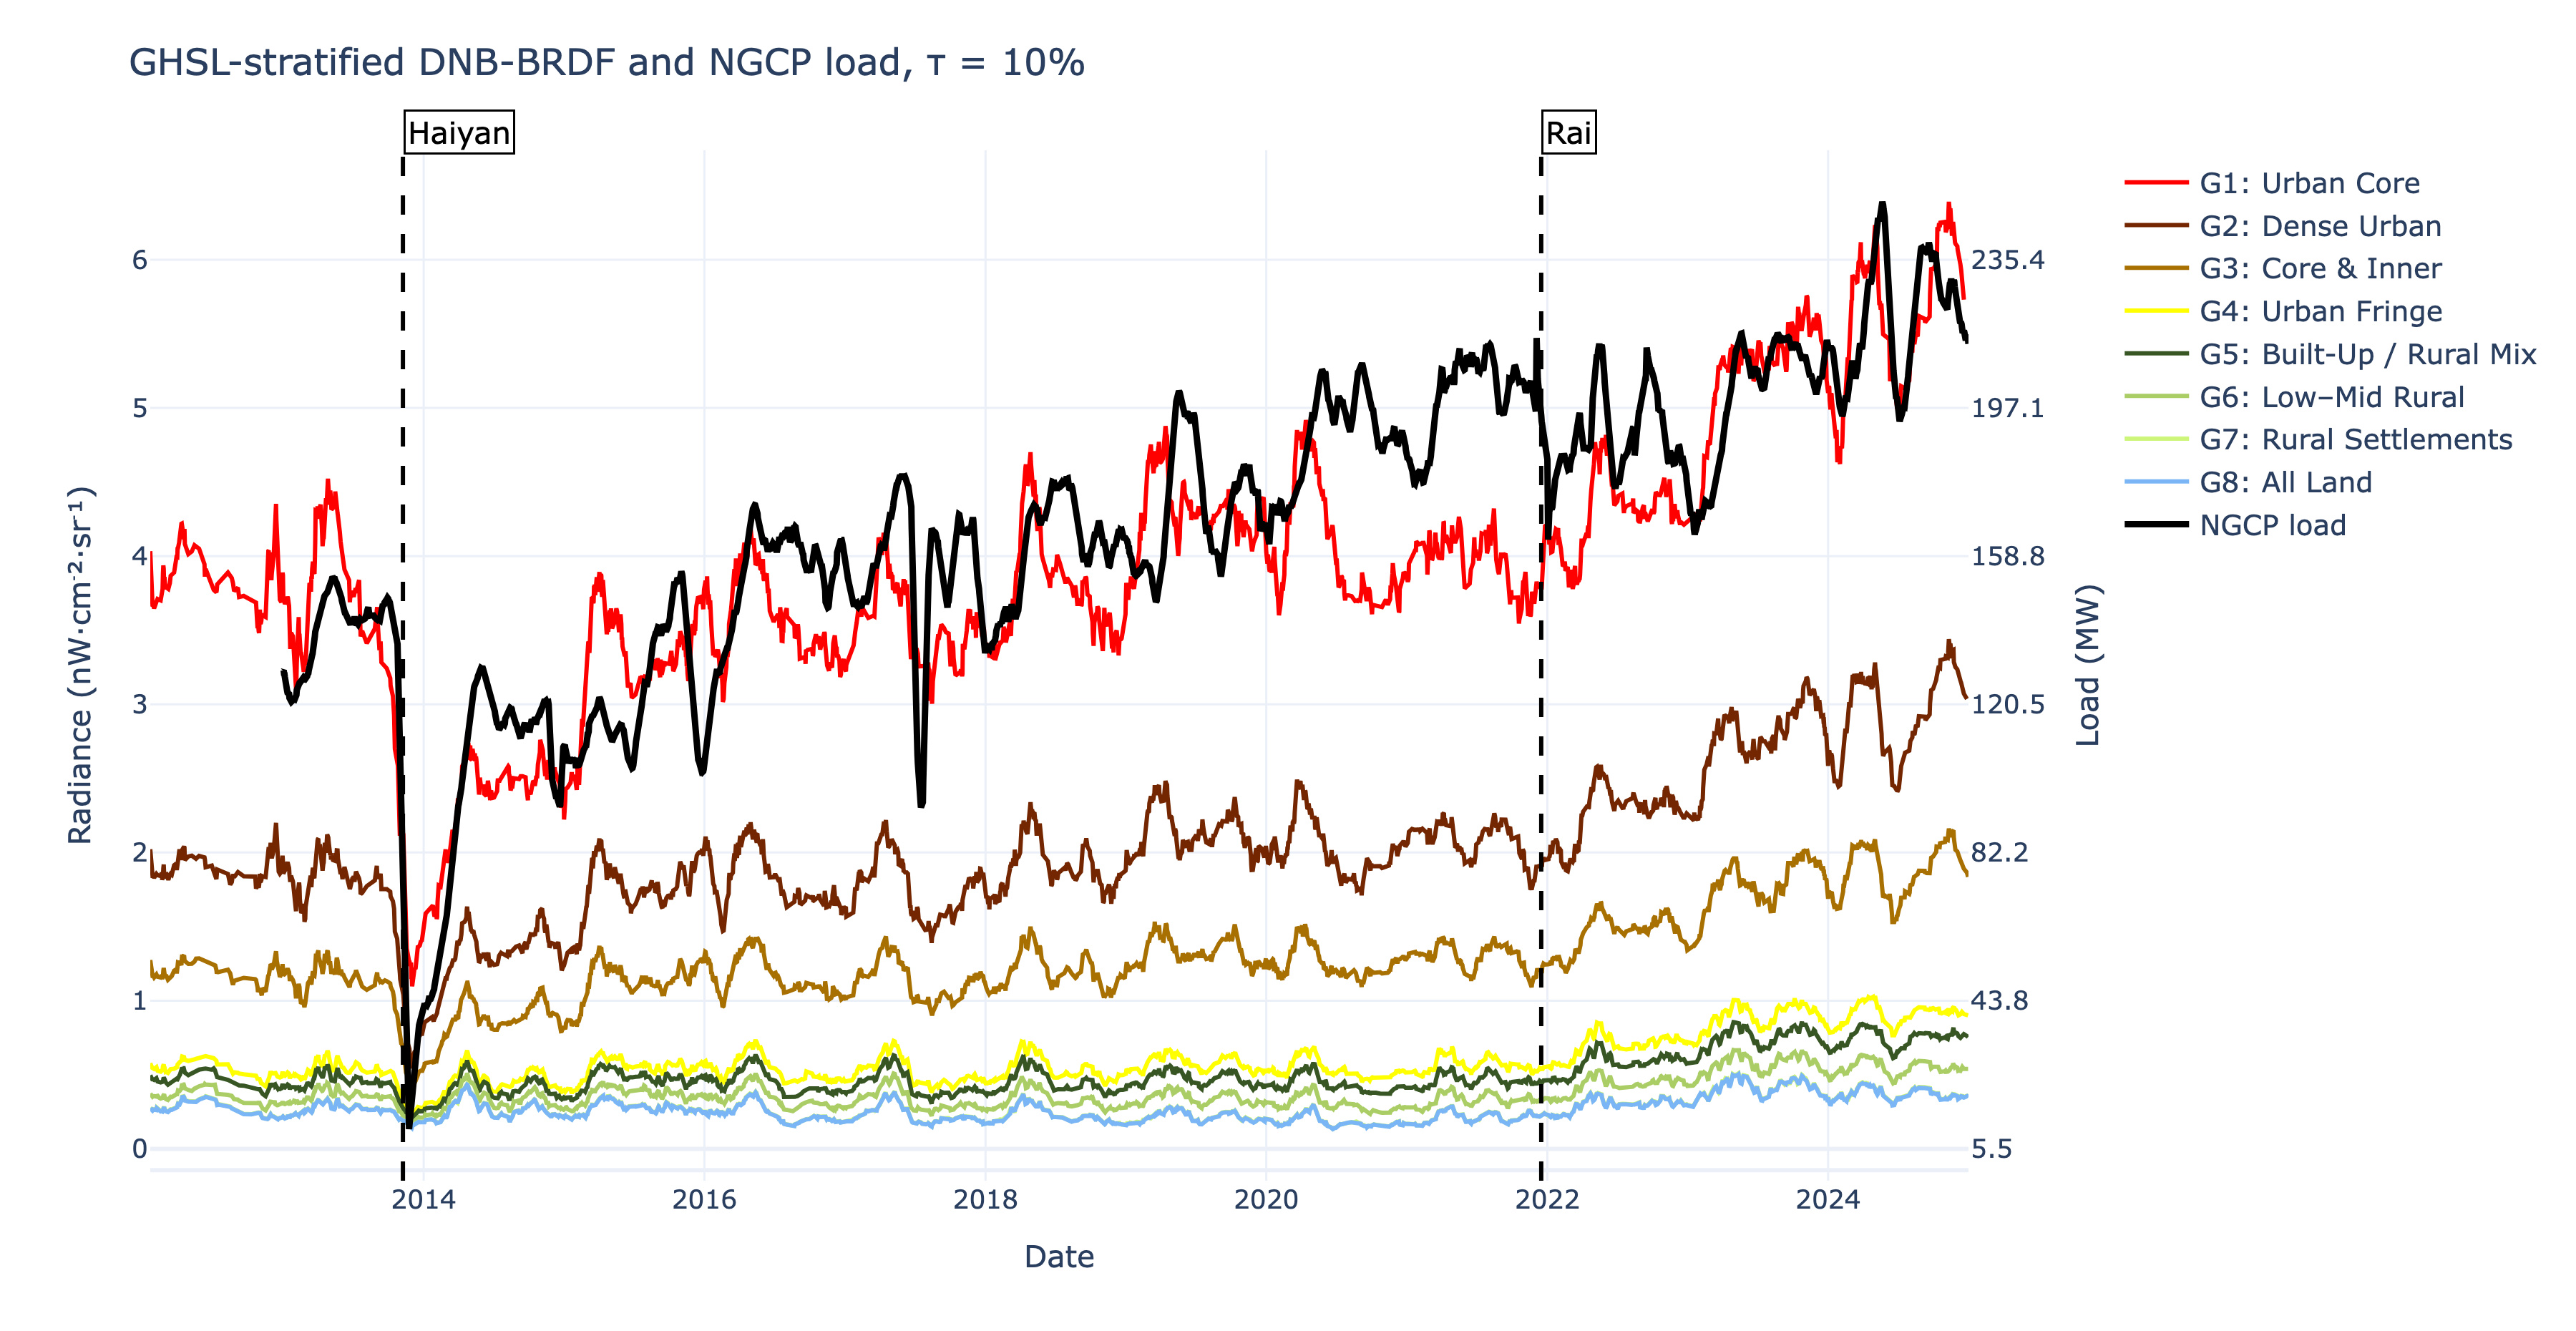 GHSL-stratified DNB-BRDF and NGCP load, τ = 10%
Haiyan
Rai
6
5
4
3
2
1
0
Radiance (nW·cm⁻²·sr⁻¹)
235.4
197.1
158.8
120.5
82.2
43.8
5.5
Load (MW)
2014
2016
2018
2020
2022
2024
Date
G1: Urban Core
G2: Dense Urban
G3: Core & Inner
G4: Urban Fringe
G5: Built-Up / Rural Mix
G6: Low–Mid Rural
G7: Rural Settlements
G8: All Land
NGCP load